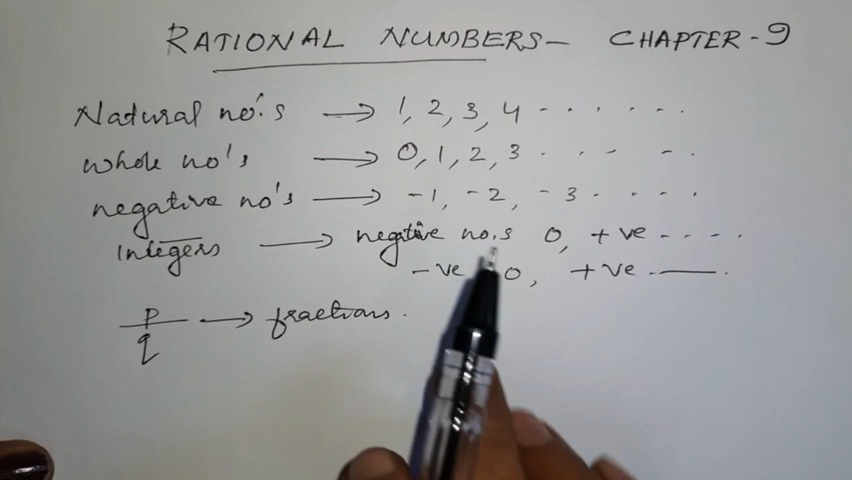 RATIONAL NUMBERS - CHAPTER - 9
Natural no's → 1, 2, 3, 4 - - - - - -
whole no's → 0, 1, 2, 3 - - - - -
negative no's → -1, -2, -3 - - - -
Integers → negative no.s 0, +ve - - - -
-ve 0, +ve ——.
p/q → fractions.